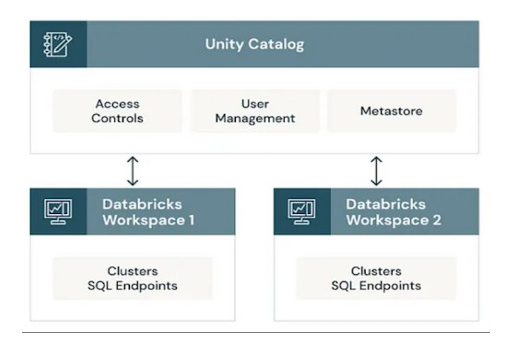 Unity Catalog
Access
Controls
User
Management
Metastore
Databricks
Workspace 1
Clusters
SQL Endpoints
Databricks
Workspace 2
Clusters
SQL Endpoints